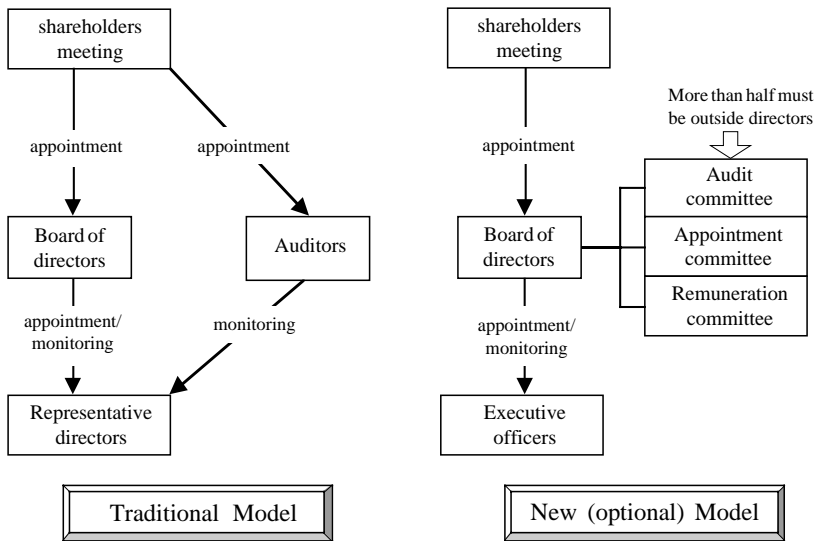 shareholders
meeting
appointment
appointment
Board of
directors
Auditors
appointment/
monitoring
monitoring
Representative
directors
Traditional Model
shareholders
meeting
More than half must
be outside directors
appointment
Audit
committee
Board of
directors
Appointment
committee
Remuneration
committee
appointment/
monitoring
Executive
officers
New (optional) Model